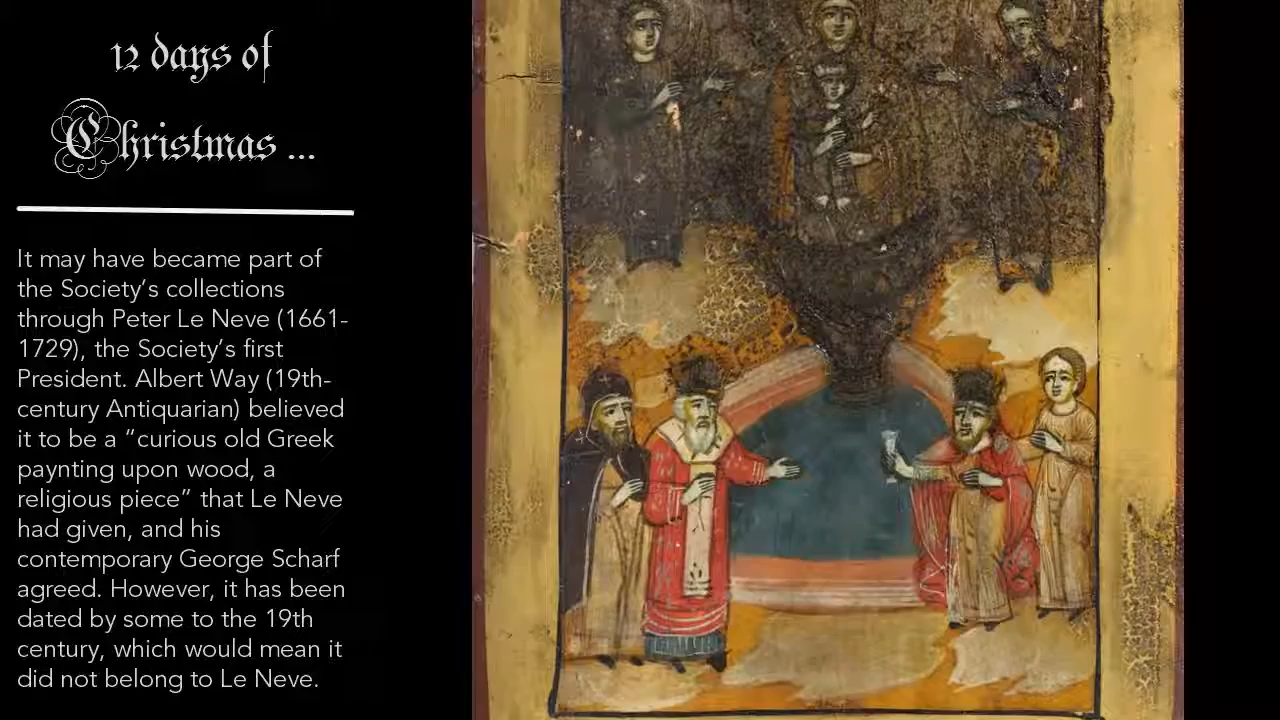 12 days of
Christmas ...
It may have became part of
the Society's collections
through Peter Le Neve (1661-
1729), the Society's first
President. Albert Way (19th-
century Antiquarian) believed
it to be a “curious old Greek
paynting upon wood, a
religious piece” that Le Neve
had given, and his
contemporary George Scharf
agreed. However, it has been
dated by some to the 19th
century, which would mean it
did not belong to Le Neve.